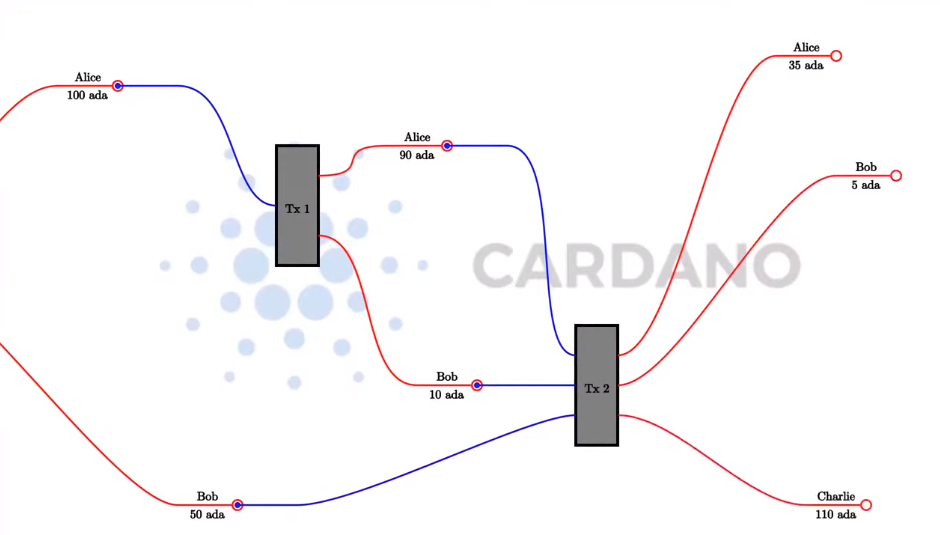 Alice
35 ada
Alice
100 ada
Alice
90 ada
Bob
5 ada
Tx 1
CARDANO
Bob
10 ada
Tx 2
Bob
50 ada
Charlie
110 ada